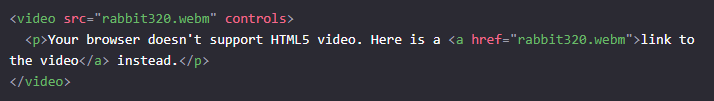 <video src="rabbit320.webm" controls>
  <p>Your browser doesn't support HTML5 video. Here is a <a href="rabbit320.webm">link to
the video</a> instead.</p>
</video>